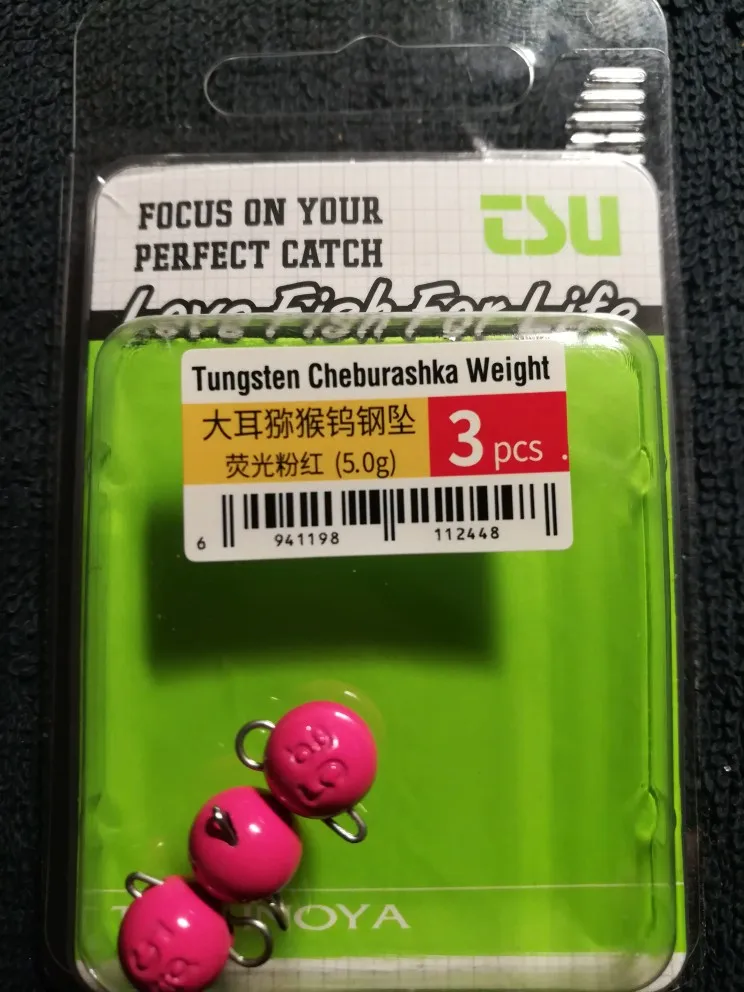 FOCUS ON YOUR
PERFECT CATCH
TSU
Love Fish For Life
Tungsten Cheburashka Weight
大耳猕猴钨钢坠
荧光粉红 (5.0g)
3 pcs
6 941198 112448